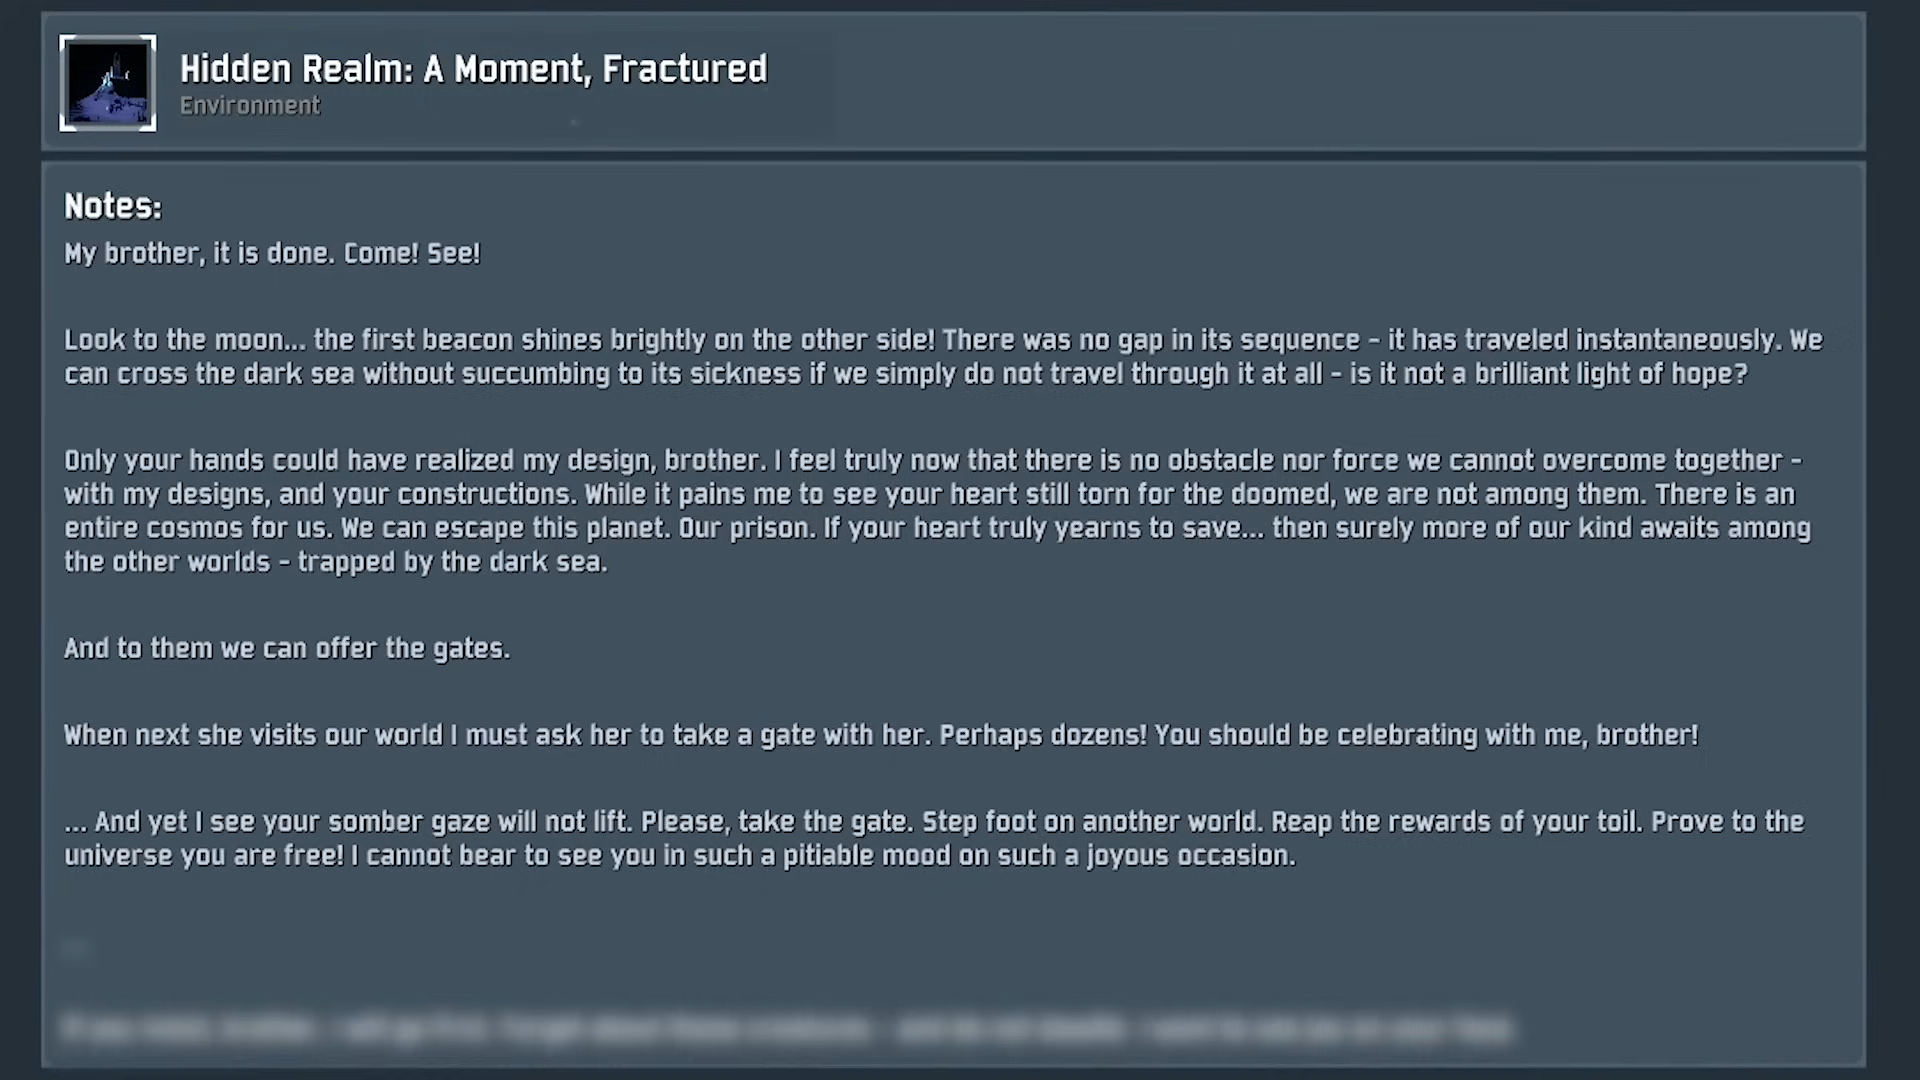 Hidden Realm: A Moment, Fractured
Environment
Notes:
My brother, it is done. Come! See!
Look to the moon... the first beacon shines brightly on the other side! There was no gap in its sequence - it has traveled instantaneously. We
can cross the dark sea without succumbing to its sickness if we simply do not travel through it at all - is it not a brilliant light of hope?
Only your hands could have realized my design, brother. I feel truly now that there is no obstacle nor force we cannot overcome together -
with my designs, and your constructions. While it pains me to see your heart still torn for the doomed, we are not among them. There is an
entire cosmos for us. We can escape this planet. Our prison. If your heart truly yearns to save... then surely more of our kind awaits among
the other worlds - trapped by the dark sea.
And to them we can offer the gates.
When next she visits our world I must ask her to take a gate with her. Perhaps dozens! You should be celebrating with me, brother!
... And yet I see your somber gaze will not lift. Please, take the gate. Step foot on another world. Reap the rewards of your toil. Prove to the
universe you are free! I cannot bear to see you in such a pitiable mood on such a joyous occasion.